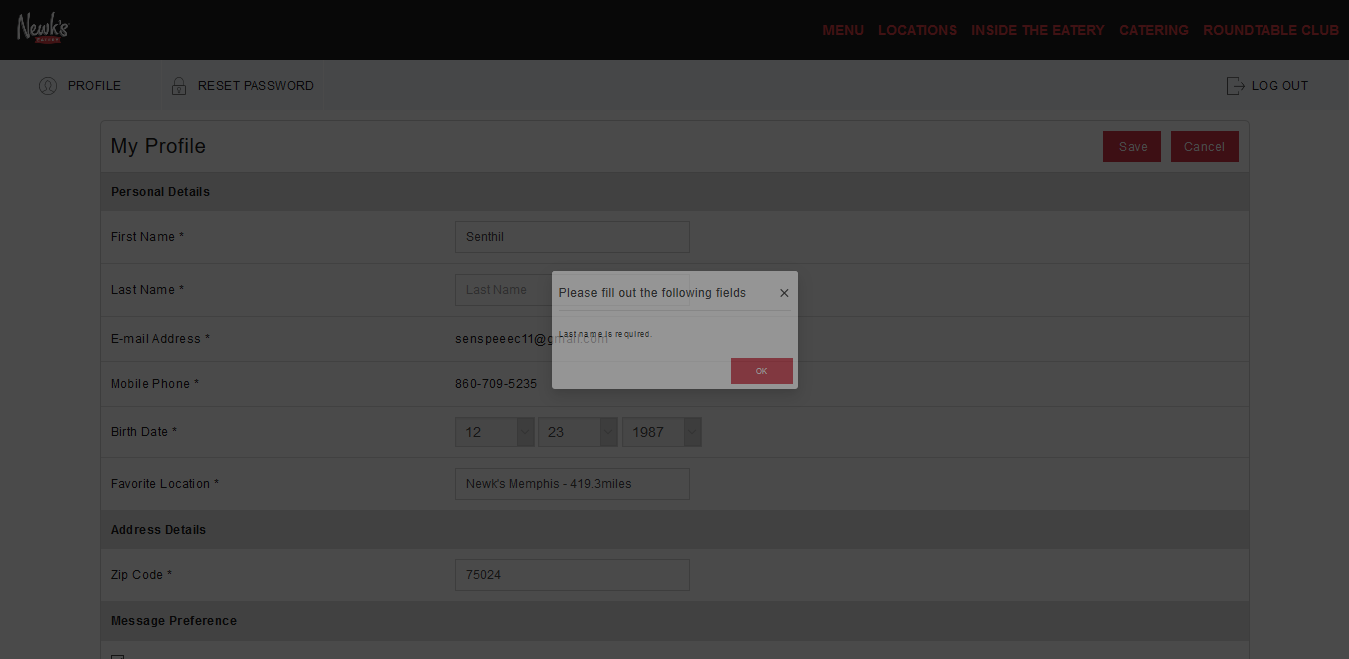 Newk's
EATERY
MENU LOCATIONS INSIDE THE EATERY CATERING ROUNDTABLE CLUB
PROFILE RESET PASSWORD LOG OUT
My Profile Save Cancel
Personal Details
First Name * Senthil
Last Name * Last Name
Please fill out the following fields ×
Last name is required.
OK
E-mail Address * senspeeec11@gmail.com
Mobile Phone * 860-709-5235
Birth Date * 12 23 1987
Favorite Location * Newk's Memphis - 419.3miles
Address Details
Zip Code * 75024
Message Preference